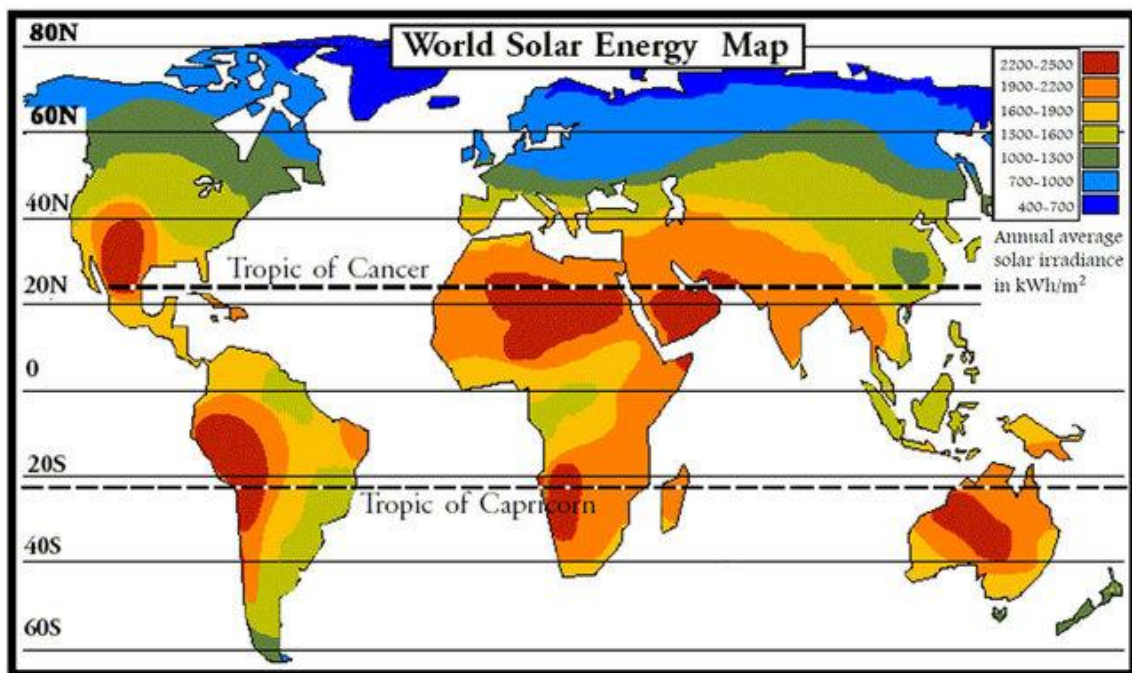 World Solar Energy Map
80N
60N
40N
Tropic of Cancer
20N
0
20S
Tropic of Capricorn
40S
60S
2200-2500
1900-2200
1600-1900
1300-1600
1000-1300
700-1000
400-700
Annual average
solar irradiance
in kWh/m²